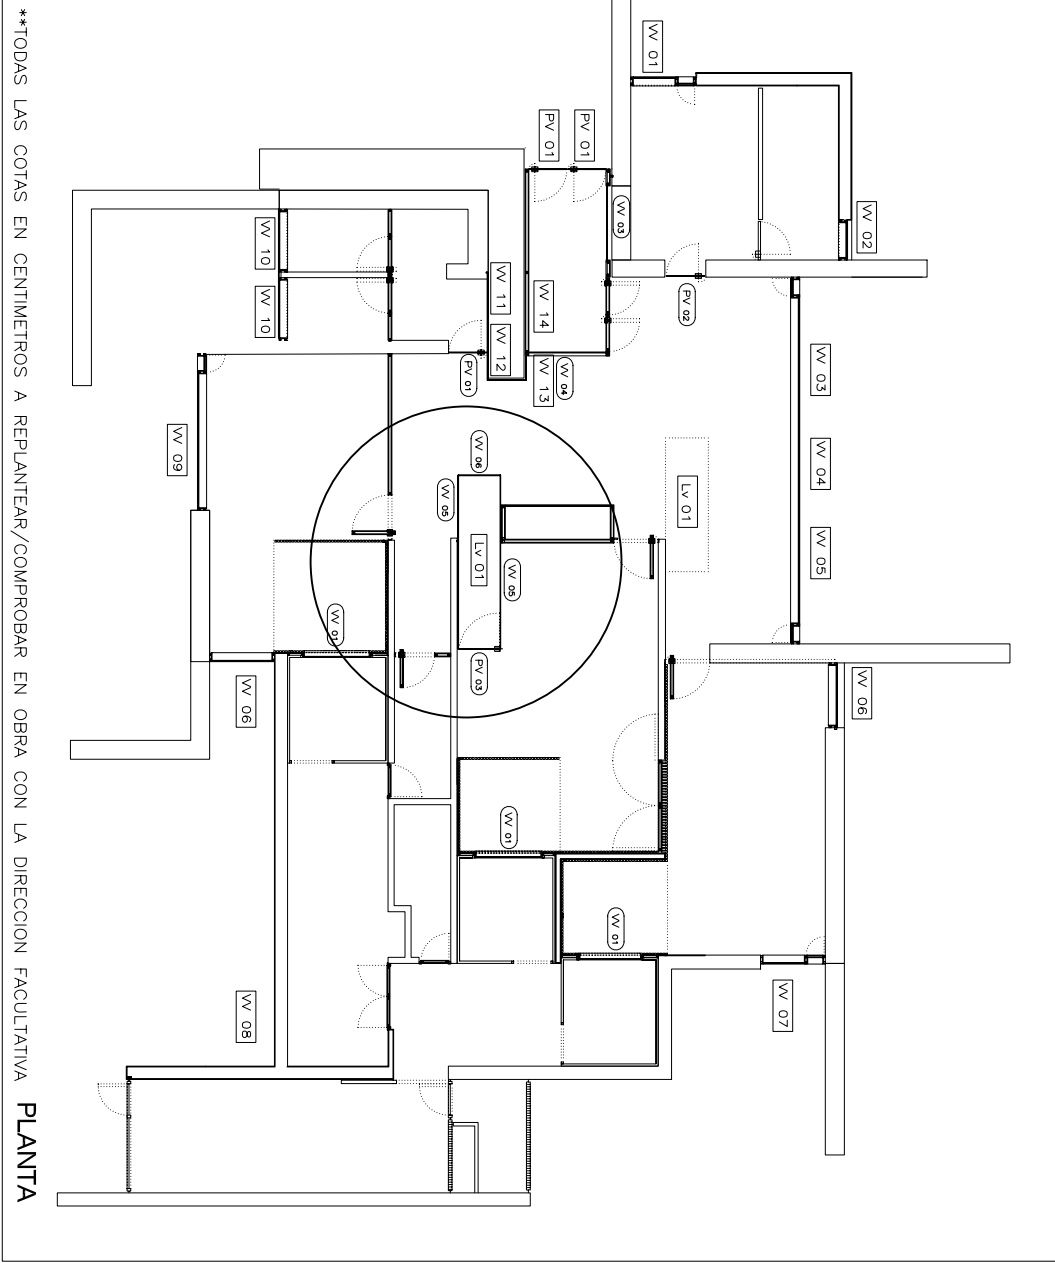 VV 01
VV 02
PV 01
PV 01
VV 03
PV 02
VV 10
VV 10
VV 11
VV 12
VV 14
VV 13
VV 04
PV 01
VV 03
VV 04
VV 05
VV 09
VV 06
VV 05
Lv 01
Lv 01
VV 05
PV 03
VV 01
VV 06
VV 06
VV 01
VV 01
VV 07
VV 08
**TODAS LAS COTAS EN CENTIMETROS A REPLANTEAR/COMPROBAR EN OBRA CON LA DIRECCION FACULTATIVA
PLANTA